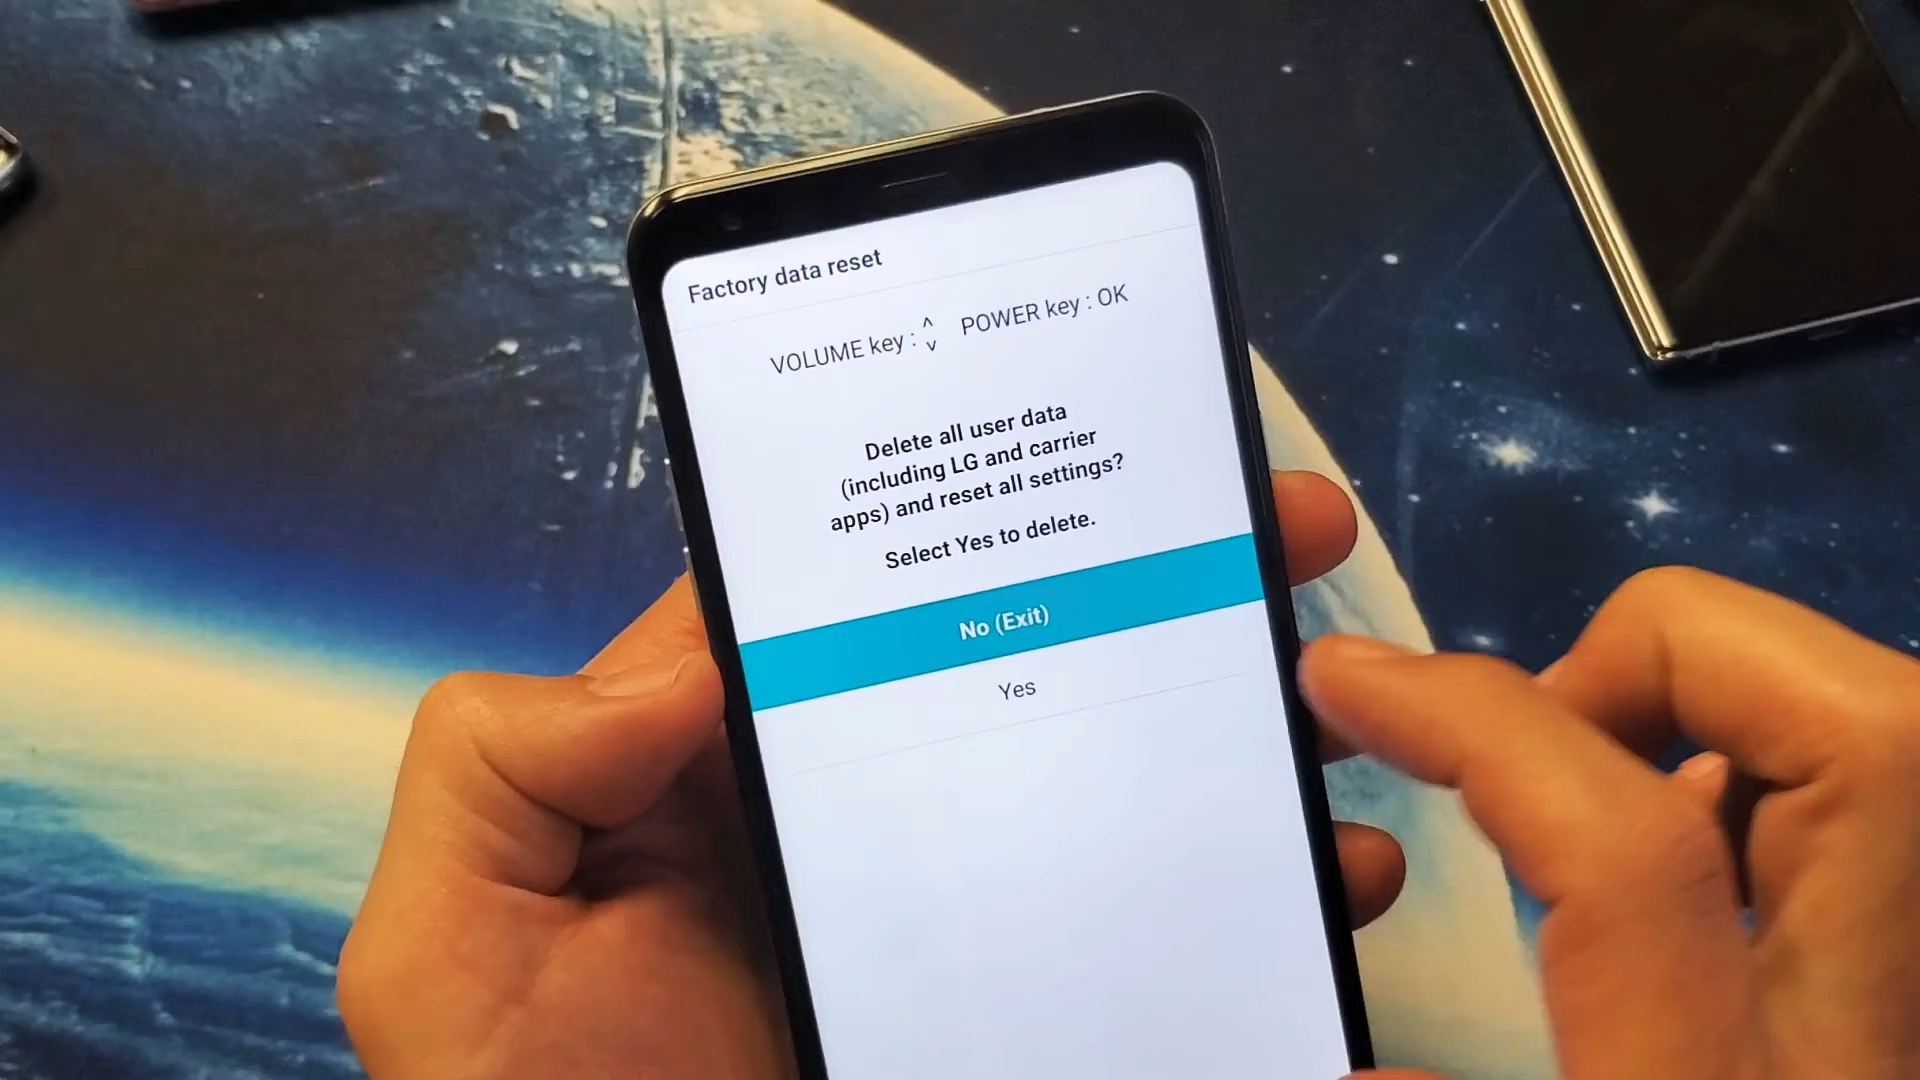 Factory data reset
VOLUME key : ^ v POWER key : OK
Delete all user data
(including LG and carrier
apps) and reset all settings?
Select Yes to delete.
No (Exit)
Yes